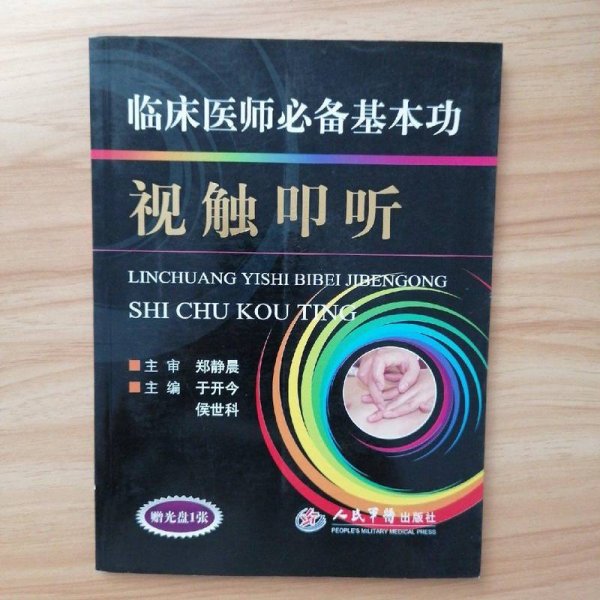 临床医师必备基本功
视触叩听
LINCHUANG YISHI BIBEI JIBENGONG
SHI CHU KOU TING
主审 郑静晨
主编 于开今
侯世科
赠光盘1张
人民军医出版社
PEOPLE'S MILITARY MEDICAL PRESS